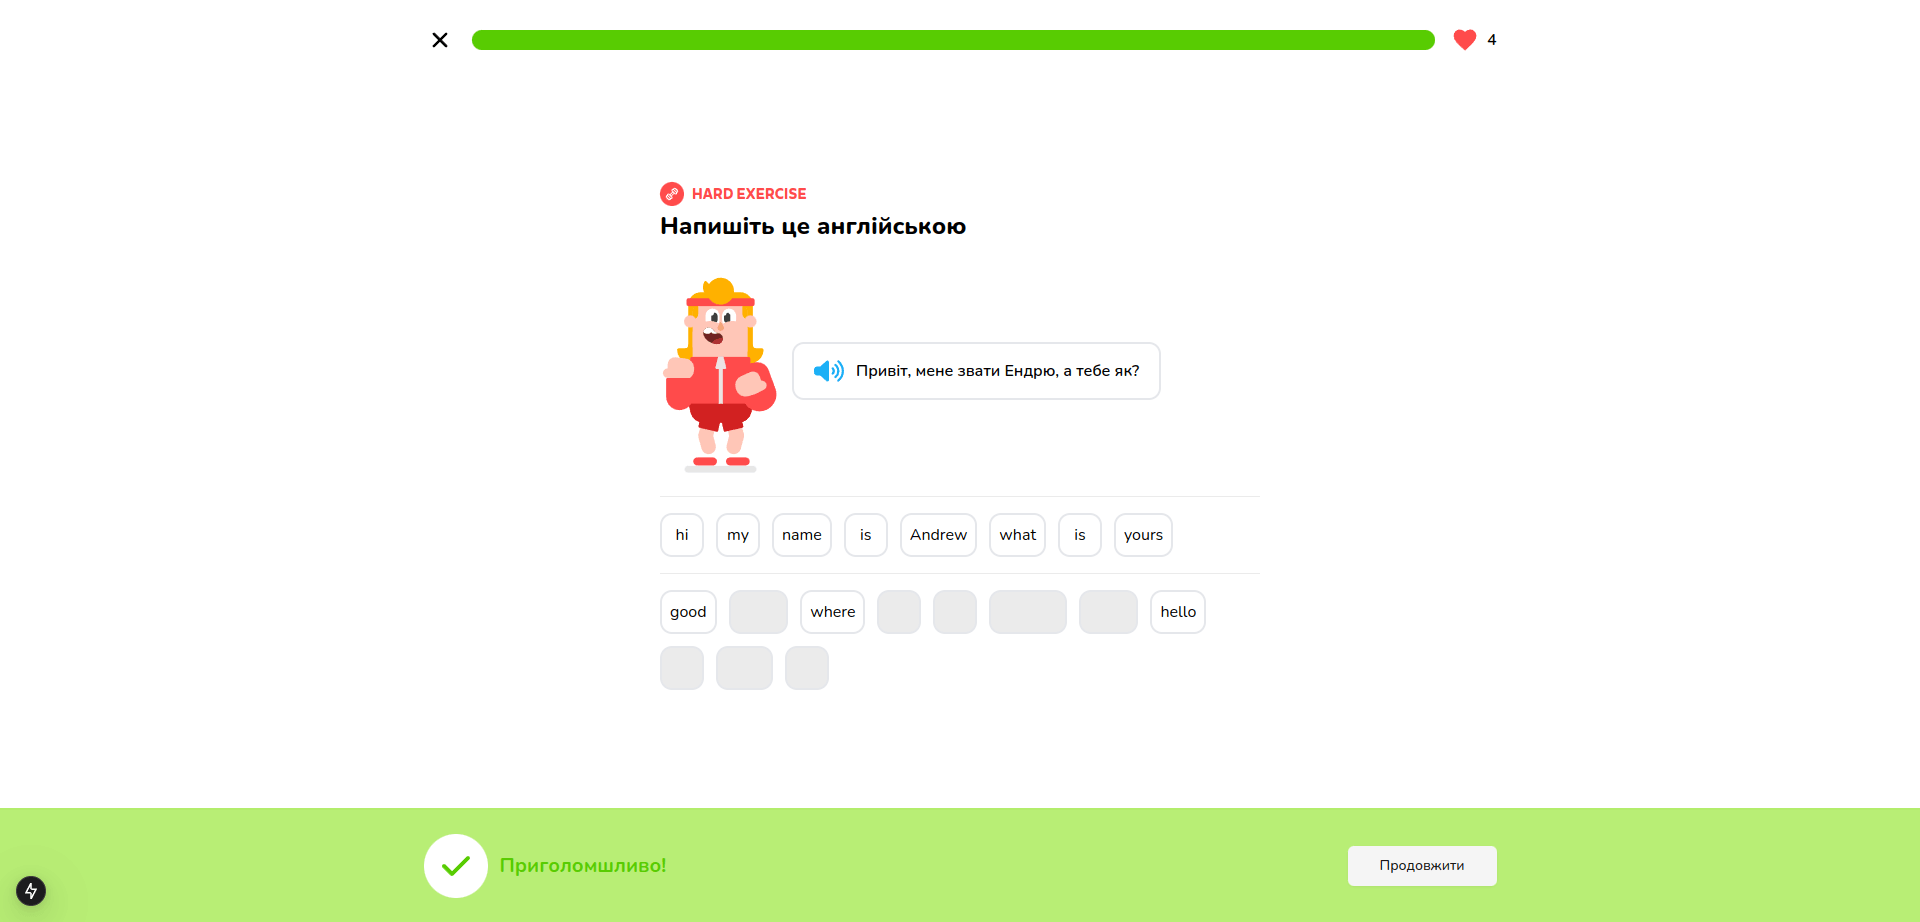 4
HARD EXERCISE
Напишіть це англійською
Привіт, мене звати Ендрю, а тебе як?
hi my name is Andrew what is yours
good where hello
Приголомшливо!
Продовжити